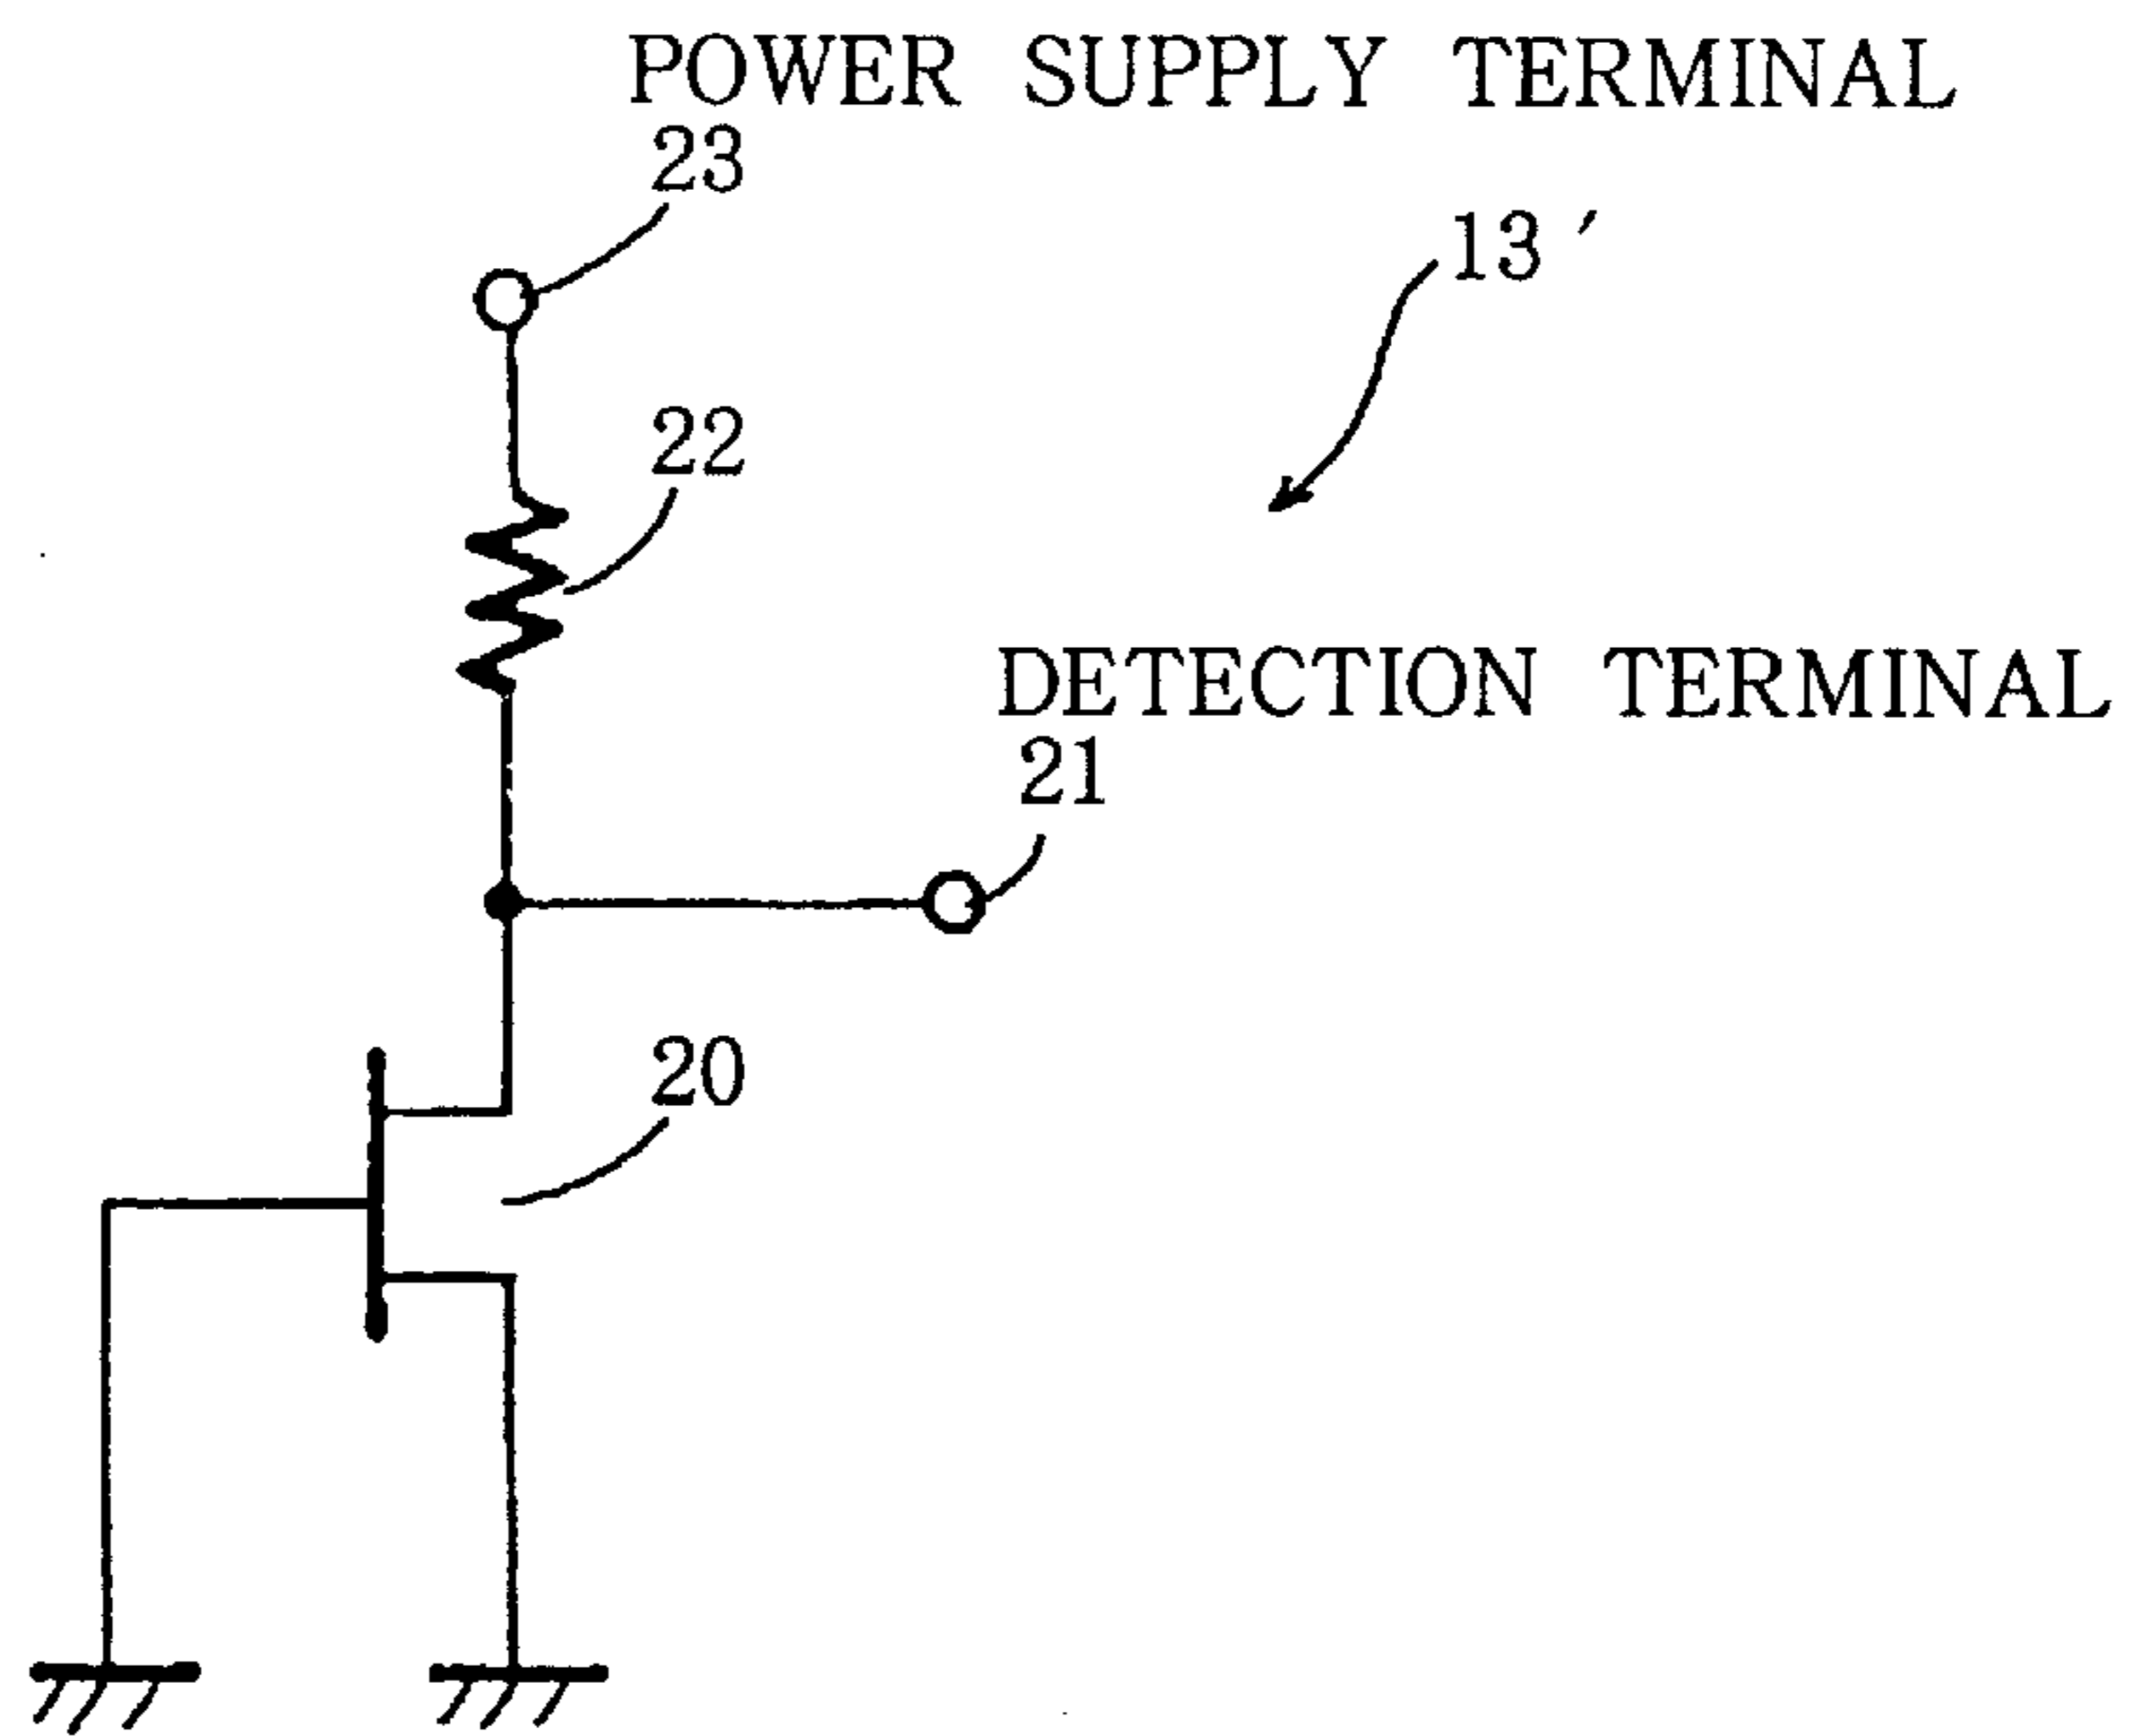 POWER SUPPLY TERMINAL
23
13′
22
DETECTION TERMINAL
21
20